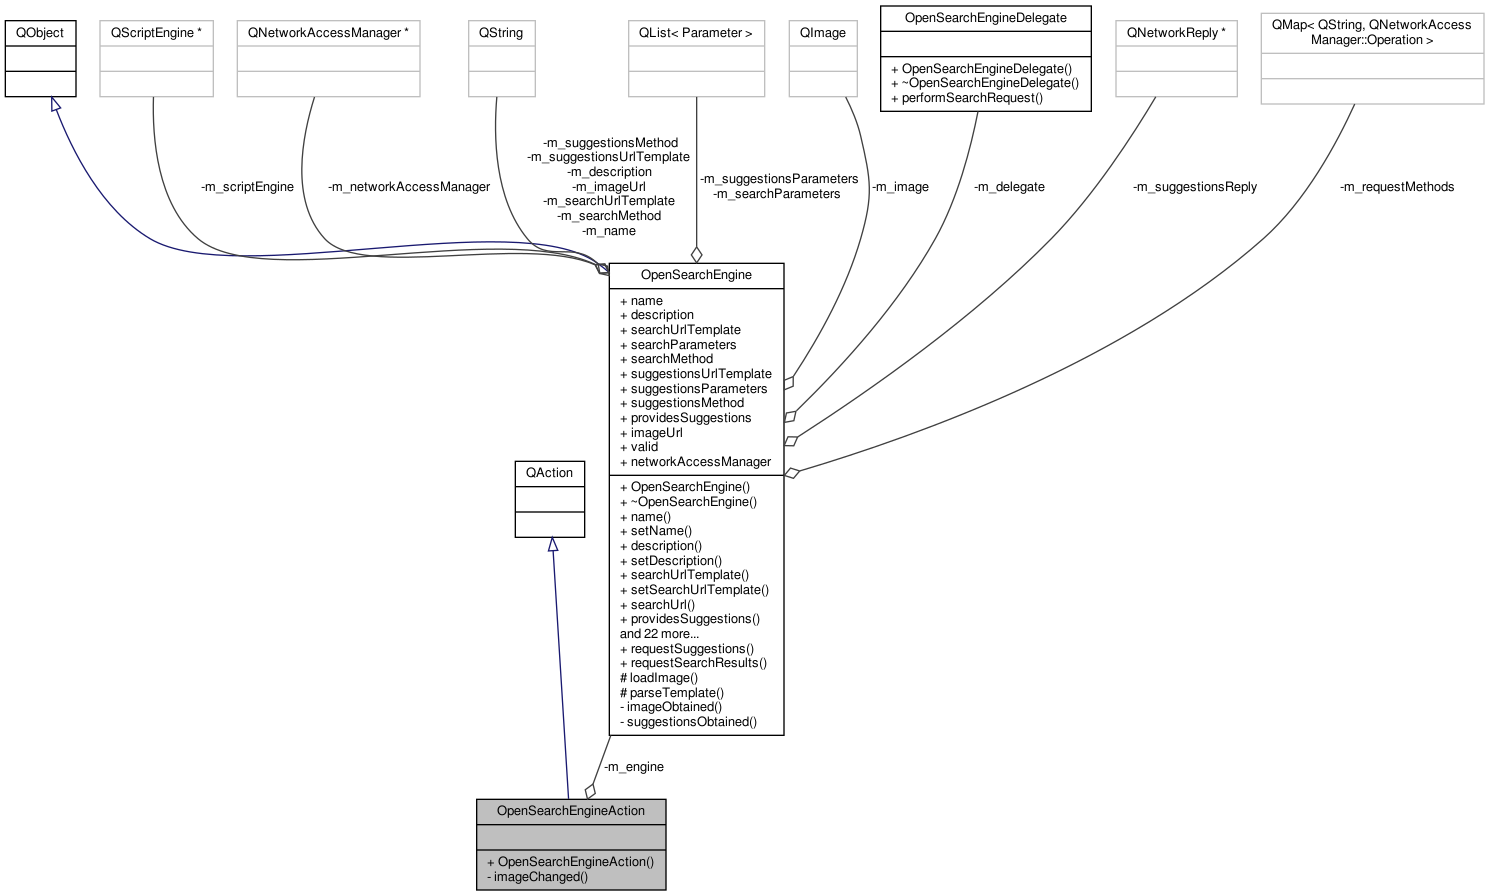 QObject
QScriptEngine *
QNetworkAccessManager *
QString
QList< Parameter >
QImage
OpenSearchEngineDelegate
+ OpenSearchEngineDelegate()
+ ~OpenSearchEngineDelegate()
+ performSearchRequest()
QNetworkReply *
QMap< QString, QNetworkAccess
Manager::Operation >
-m_scriptEngine
-m_networkAccessManager
-m_suggestionsMethod
-m_suggestionsUrlTemplate
-m_description
-m_imageUrl
-m_searchUrlTemplate
-m_searchMethod
-m_name
-m_suggestionsParameters
-m_searchParameters
-m_image
-m_delegate
-m_suggestionsReply
-m_requestMethods
OpenSearchEngine
+ name
+ description
+ searchUrlTemplate
+ searchParameters
+ searchMethod
+ suggestionsUrlTemplate
+ suggestionsParameters
+ suggestionsMethod
+ providesSuggestions
+ imageUrl
+ valid
+ networkAccessManager
+ OpenSearchEngine()
+ ~OpenSearchEngine()
+ name()
+ setName()
+ description()
+ setDescription()
+ searchUrlTemplate()
+ setSearchUrlTemplate()
+ searchUrl()
+ providesSuggestions()
and 22 more...
+ requestSuggestions()
+ requestSearchResults()
# loadImage()
# parseTemplate()
- imageObtained()
- suggestionsObtained()
QAction
-m_engine
OpenSearchEngineAction
+ OpenSearchEngineAction()
- imageChanged()